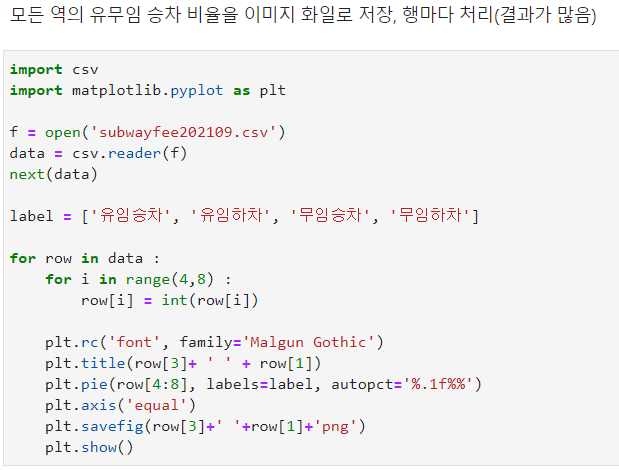 모든 역의 유무임 승차 비율을 이미지 화일로 저장, 행마다 처리(결과가 많음)
import csv
import matplotlib.pyplot as plt
f = open('subwayfee202109.csv')
data = csv.reader(f)
next(data)
label = ['유임승차', '유임하차', '무임승차', '무임하차']
for row in data :
    for i in range(4,8) :
        row[i] = int(row[i])
    plt.rc('font', family='Malgun Gothic')
    plt.title(row[3]+ ' ' + row[1])
    plt.pie(row[4:8], labels=label, autopct='%.1f%%')
    plt.axis('equal')
    plt.savefig(row[3]+' '+row[1]+'png')
    plt.show()